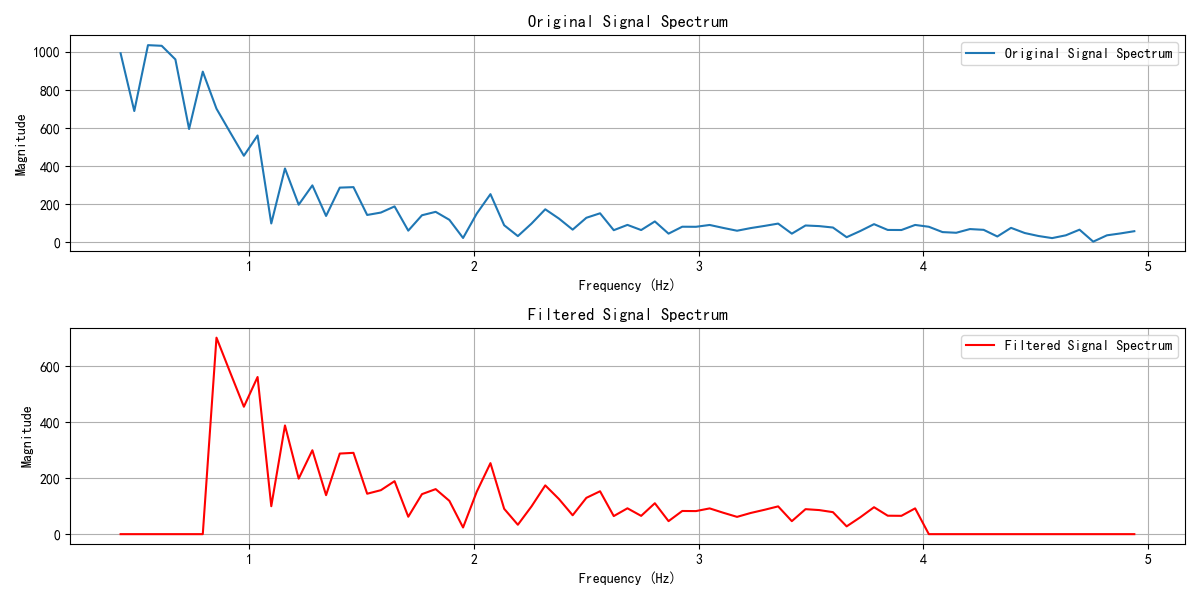 Original Signal Spectrum
1000
800
600
400
200
0
Magnitude
Original Signal Spectrum
1 2 3 4 5
Frequency (Hz)
Filtered Signal Spectrum
600
400
200
0
Magnitude
Filtered Signal Spectrum
1 2 3 4 5
Frequency (Hz)